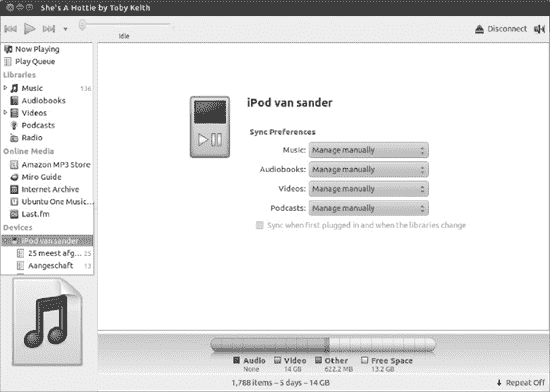 She's A Hottie by Toby Keith
Idle
Disconnect
Now Playing
Play Queue
Libraries
Music 136
Audiobooks
Videos
Podcasts
Radio
Online Media
Amazon MP3 Store
Miro Guide
Internet Archive
Ubuntu One Music...
Last.fm
Devices
iPod van sander
25 meest afg... 25
Aangeschaft 13
iPod van sander
Sync Preferences
Music: Manage manually
Audiobooks: Manage manually
Videos: Manage manually
Podcasts: Manage manually
Sync when first plugged in and when the libraries change
Audio Video Other Free Space
None 14 GB 622.2 MB 13.2 GB
1,788 items – 5 days – 14 GB
Repeat Off